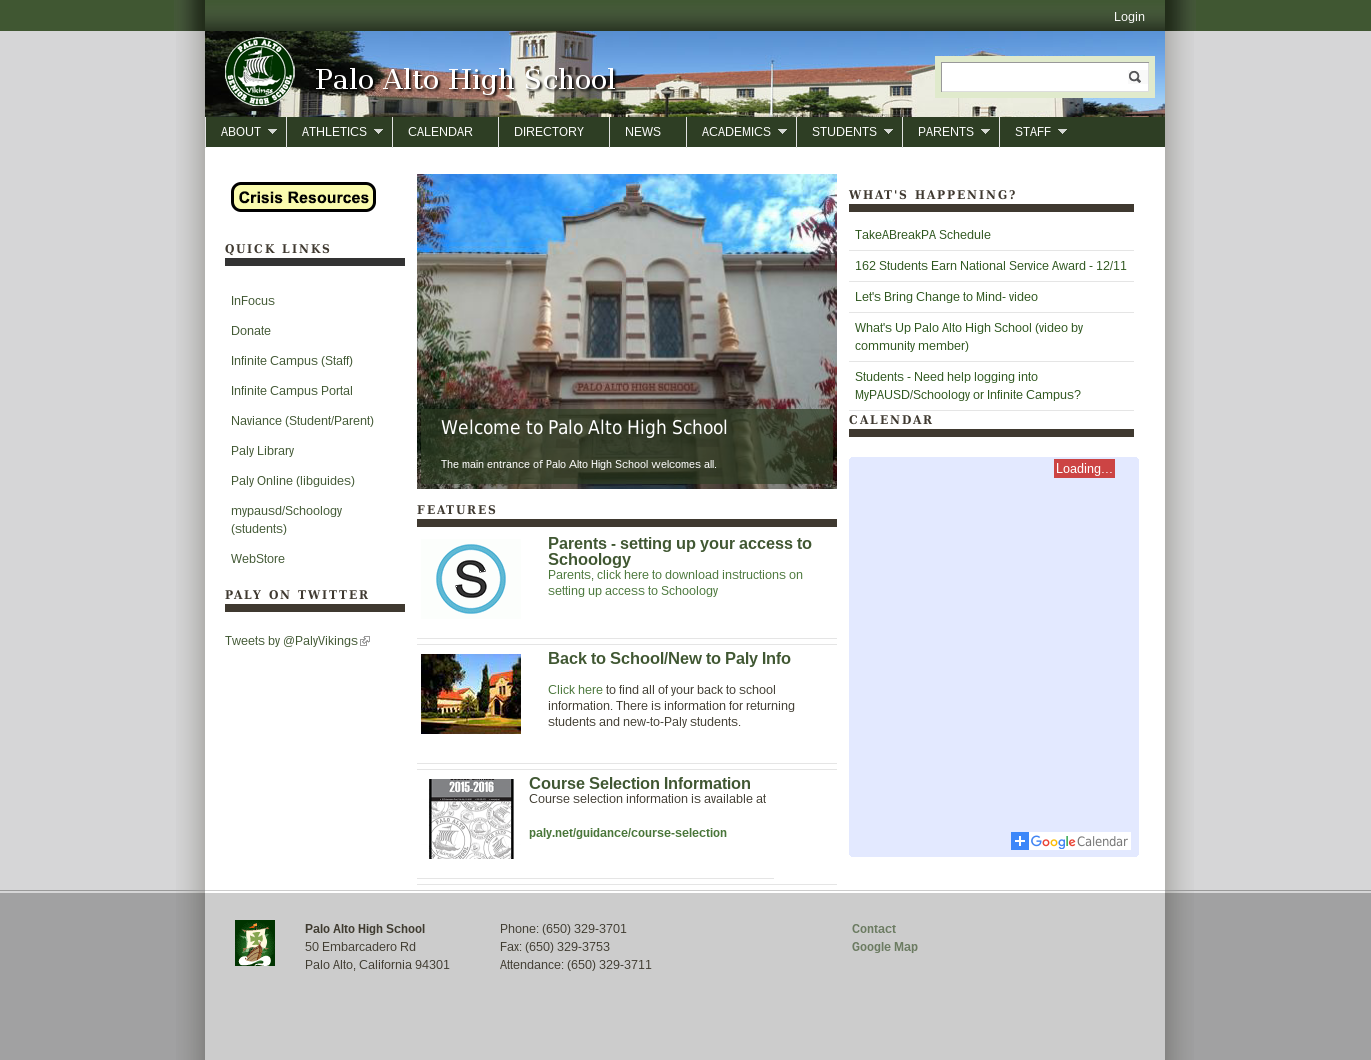 Login
PALO ALTO
SENIOR HIGH SCHOOL
Vikings
Palo Alto High School
ABOUT
ATHLETICS
CALENDAR
DIRECTORY
NEWS
ACADEMICS
STUDENTS
PARENTS
STAFF
Crisis Resources
QUICK LINKS
InFocus
Donate
Infinite Campus (Staff)
Infinite Campus Portal
Naviance (Student/Parent)
Paly Library
Paly Online (libguides)
mypausd/Schoology
(students)
WebStore
PALY ON TWITTER
Tweets by @PalyVikings
PALO ALTO HIGH SCHOOL
Welcome to Palo Alto High School
The main entrance of Palo Alto High School welcomes all.
FEATURES
S
Parents - setting up your access to
Schoology
Parents, click here to download instructions on
setting up access to Schoology
Back to School/New to Paly Info
Click here to find all of your back to school
information. There is information for returning
students and new-to-Paly students.
2015-2016
Course Selection Information
Course selection information is available at
paly.net/guidance/course-selection
WHAT'S HAPPENING?
TakeABreakPA Schedule
162 Students Earn National Service Award - 12/11
Let's Bring Change to Mind- video
What's Up Palo Alto High School (video by
community member)
Students - Need help logging into
MyPAUSD/Schoology or Infinite Campus?
CALENDAR
Loading...
Google Calendar
Palo Alto High School
50 Embarcadero Rd
Palo Alto, California 94301
Phone: (650) 329-3701
Fax: (650) 329-3753
Attendance: (650) 329-3711
Contact
Google Map